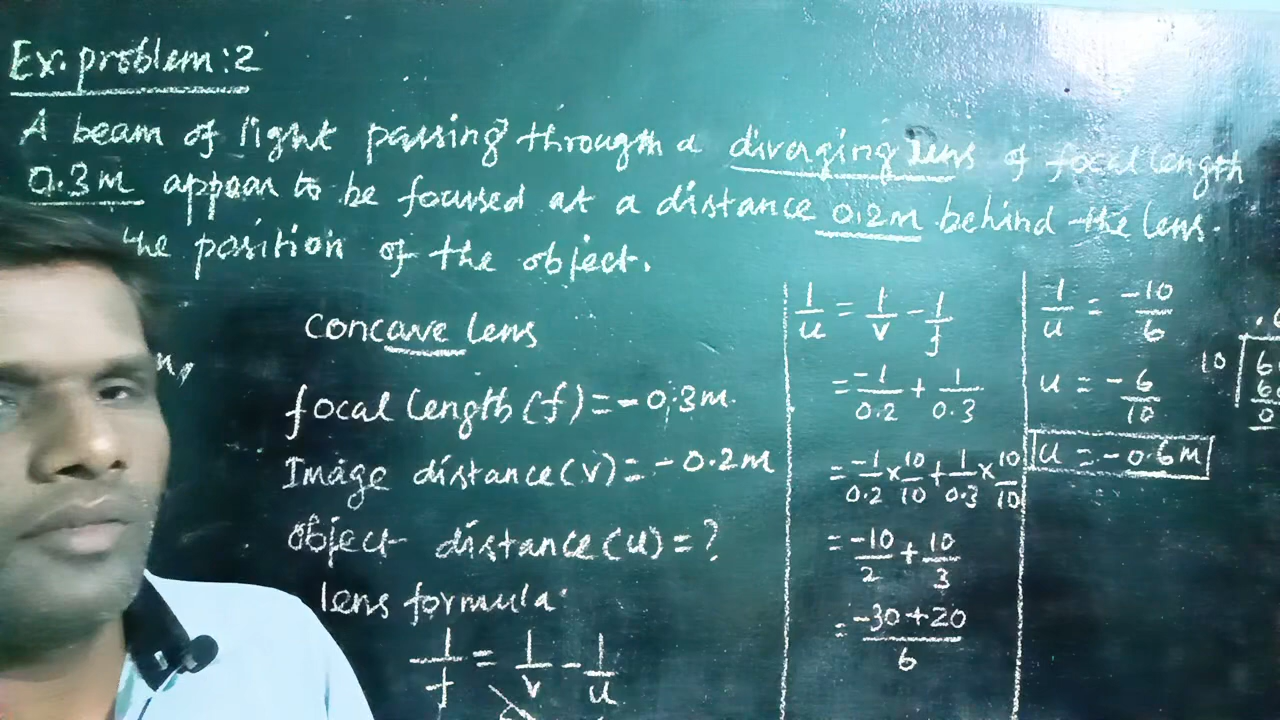 Ex. problem: 2
A beam of light passing through a diverging lens of focal length
0.3m appear to be focused at a distance 0.2m behind the lens.
the position of the object.
Concave lens
focal length (f) = - 0.3m.
Image distance (v) = - 0.2m
object distance (u) = ?
lens formula:
1/f = 1/v - 1/u
1/u = 1/v - 1/f
= -1/0.2 + 1/0.3
= -1/0.2 × 10/10 + 1/0.3 × 10/10
= -10/2 + 10/3
= -30+20/6
1/u = -10/6
u = -6/10
u = -0.6m
10
0